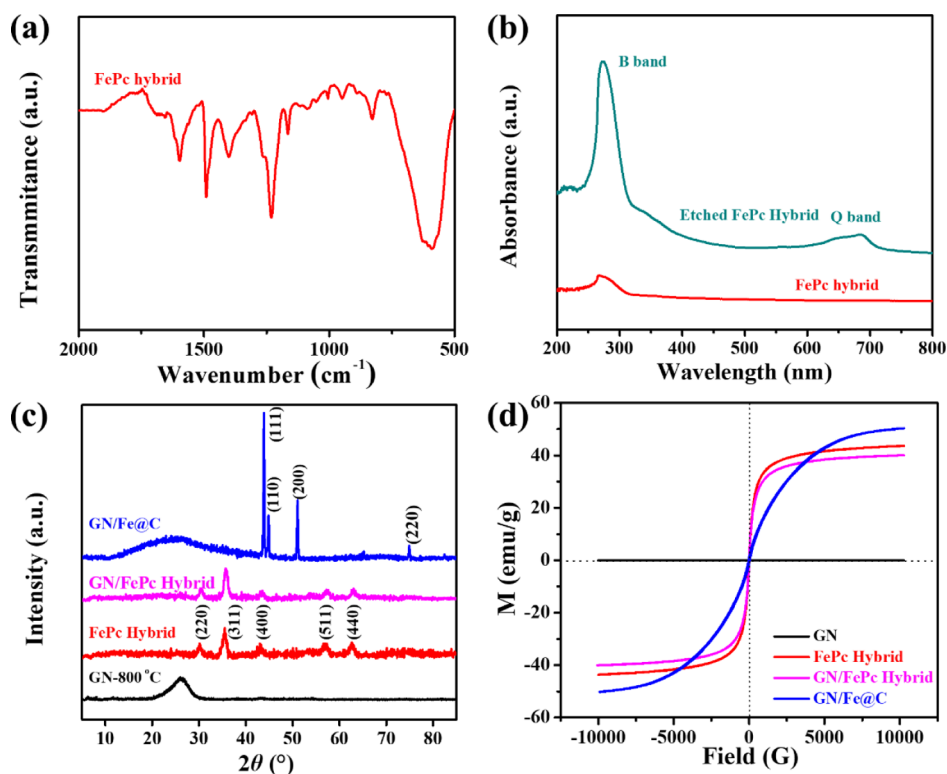 (a)
FePc hybrid
Transmmitance (a.u.)
2000 1500 1000 500
Wavenumber (cm⁻¹)
(b)
B band
Etched FePc Hybrid Q band
FePc hybrid
Absorbance (a.u.)
200 300 400 500 600 700 800
Wavelength (nm)
(c)
(111)
(110)
(200)
(220)
GN/Fe@C
GN/FePc Hybrid
(220) (311) (400) (511) (440)
FePc Hybrid
GN-800 °C
Intensity (a.u.)
10 20 30 40 50 60 70 80
2θ (°)
(d)
60
40
20
0
-20
-40
-60
M (emu/g)
GN
FePc Hybrid
GN/FePc Hybrid
GN/Fe@C
-10000 -5000 0 5000 10000
Field (G)